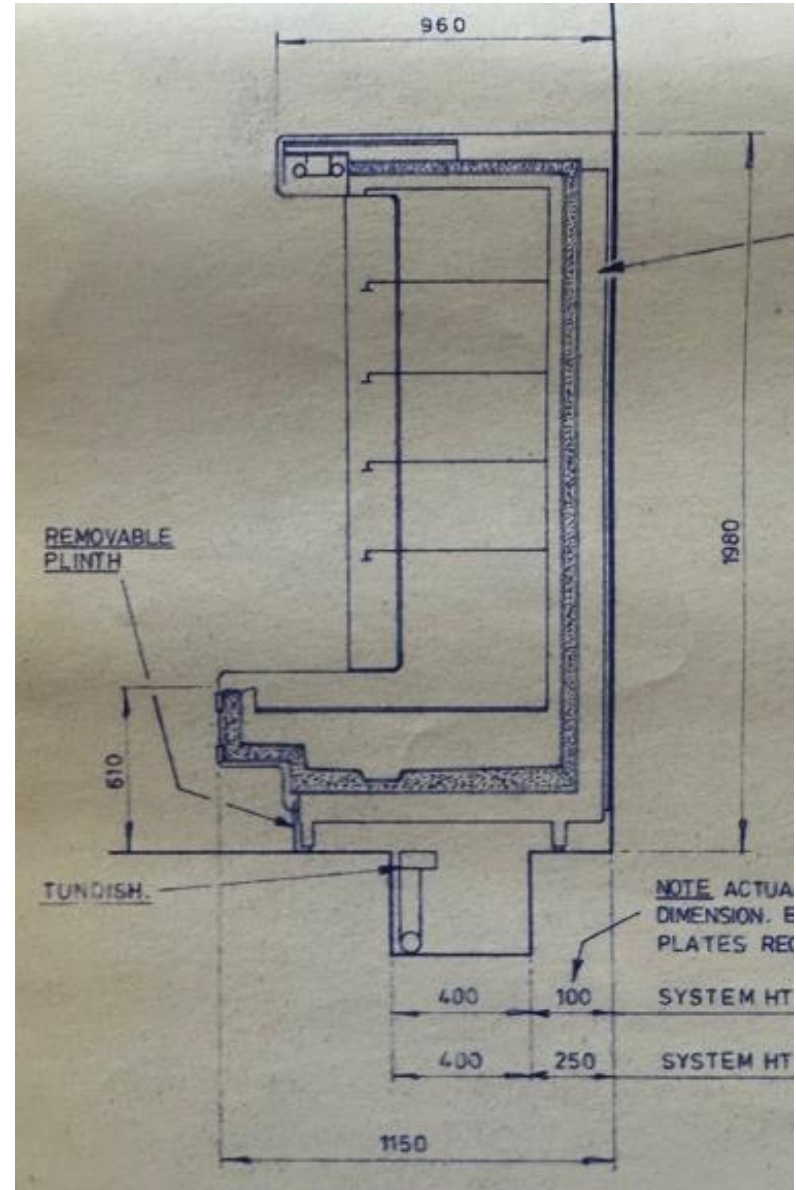 960
REMOVABLE
PLINTH
1980
610
TUNDISH.
NOTE ACTUA
DIMENSION. B
PLATES REQ
400 100 SYSTEM HT
400 250 SYSTEM HT
1150